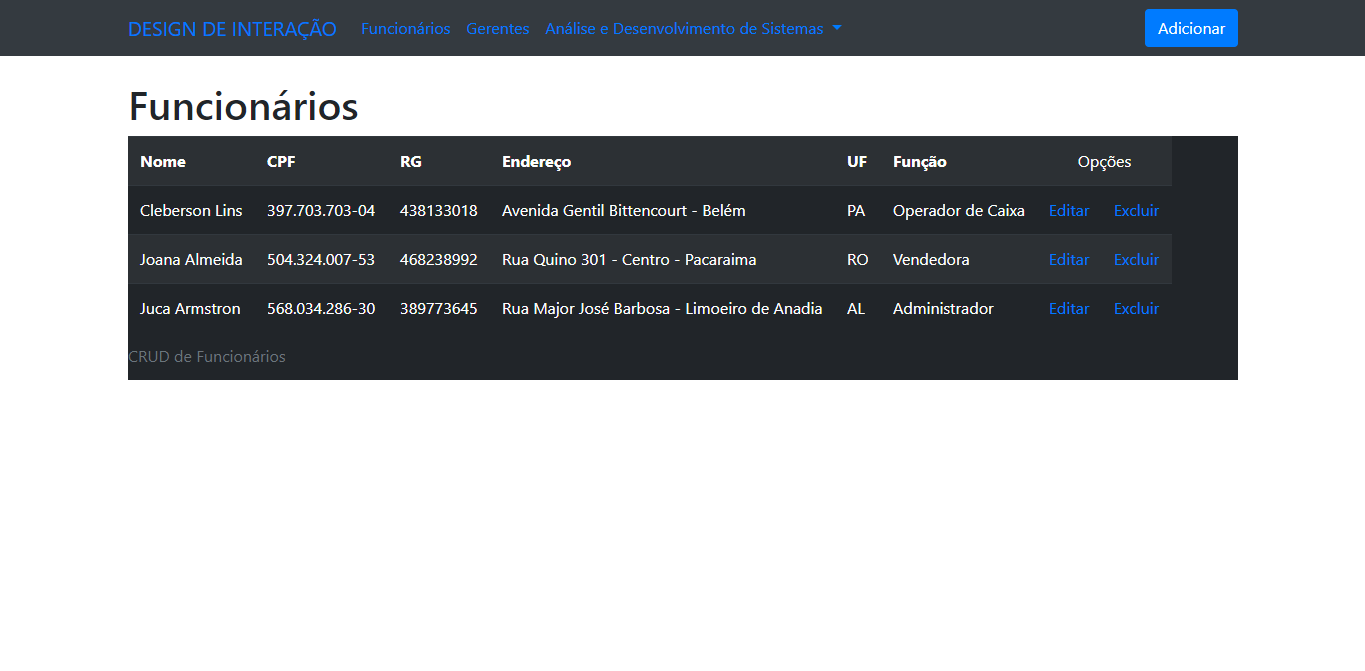 DESIGN DE INTERAÇÃO Funcionários Gerentes Análise e Desenvolvimento de Sistemas Adicionar
Funcionários
Nome CPF RG Endereço UF Função Opções
Cleberson Lins 397.703.703-04 438133018 Avenida Gentil Bittencourt - Belém PA Operador de Caixa Editar Excluir
Joana Almeida 504.324.007-53 468238992 Rua Quino 301 - Centro - Pacaraima RO Vendedora Editar Excluir
Juca Armstron 568.034.286-30 389773645 Rua Major José Barbosa - Limoeiro de Anadia AL Administrador Editar Excluir
CRUD de Funcionários